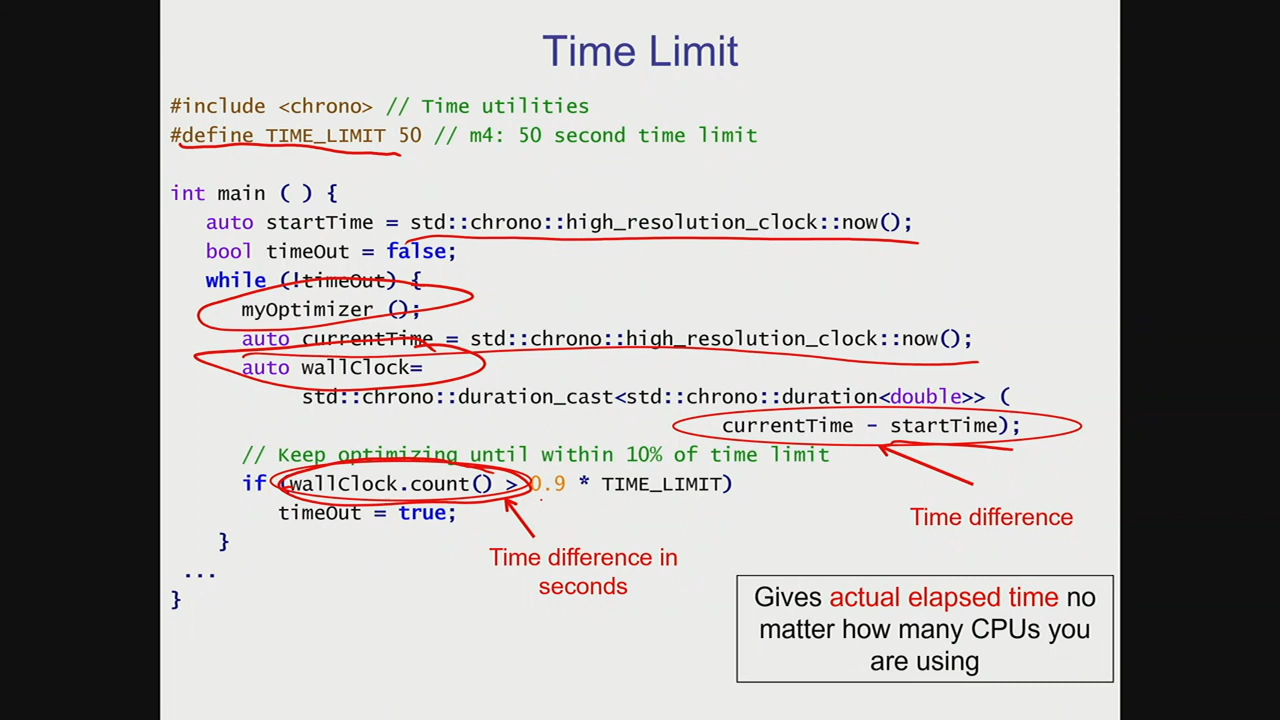 Time Limit
#include <chrono> // Time utilities
#define TIME_LIMIT 50 // m4: 50 second time limit
int main ( ) {
auto startTime = std::chrono::high_resolution_clock::now();
bool timeOut = false;
while (!timeOut) {
myOptimizer ();
auto currentTime = std::chrono::high_resolution_clock::now();
auto wallClock=
std::chrono::duration_cast<std::chrono::duration<double>> (
currentTime - startTime);
// Keep optimizing until within 10% of time limit
if (wallClock.count() > 0.9 * TIME_LIMIT)
timeOut = true;
}
...
}
Time difference
Time difference in
seconds
Gives actual elapsed time no
matter how many CPUs you
are using